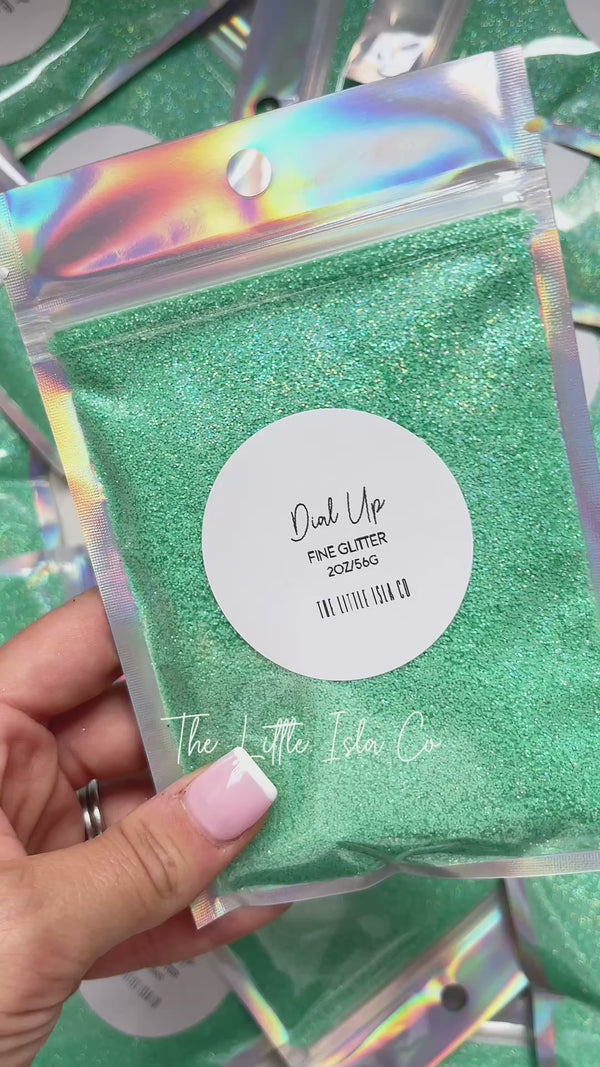 Dial Up
FINE GLITTER
2OZ/56G
THE LITTLE ISLA CO
The Little Isla Co